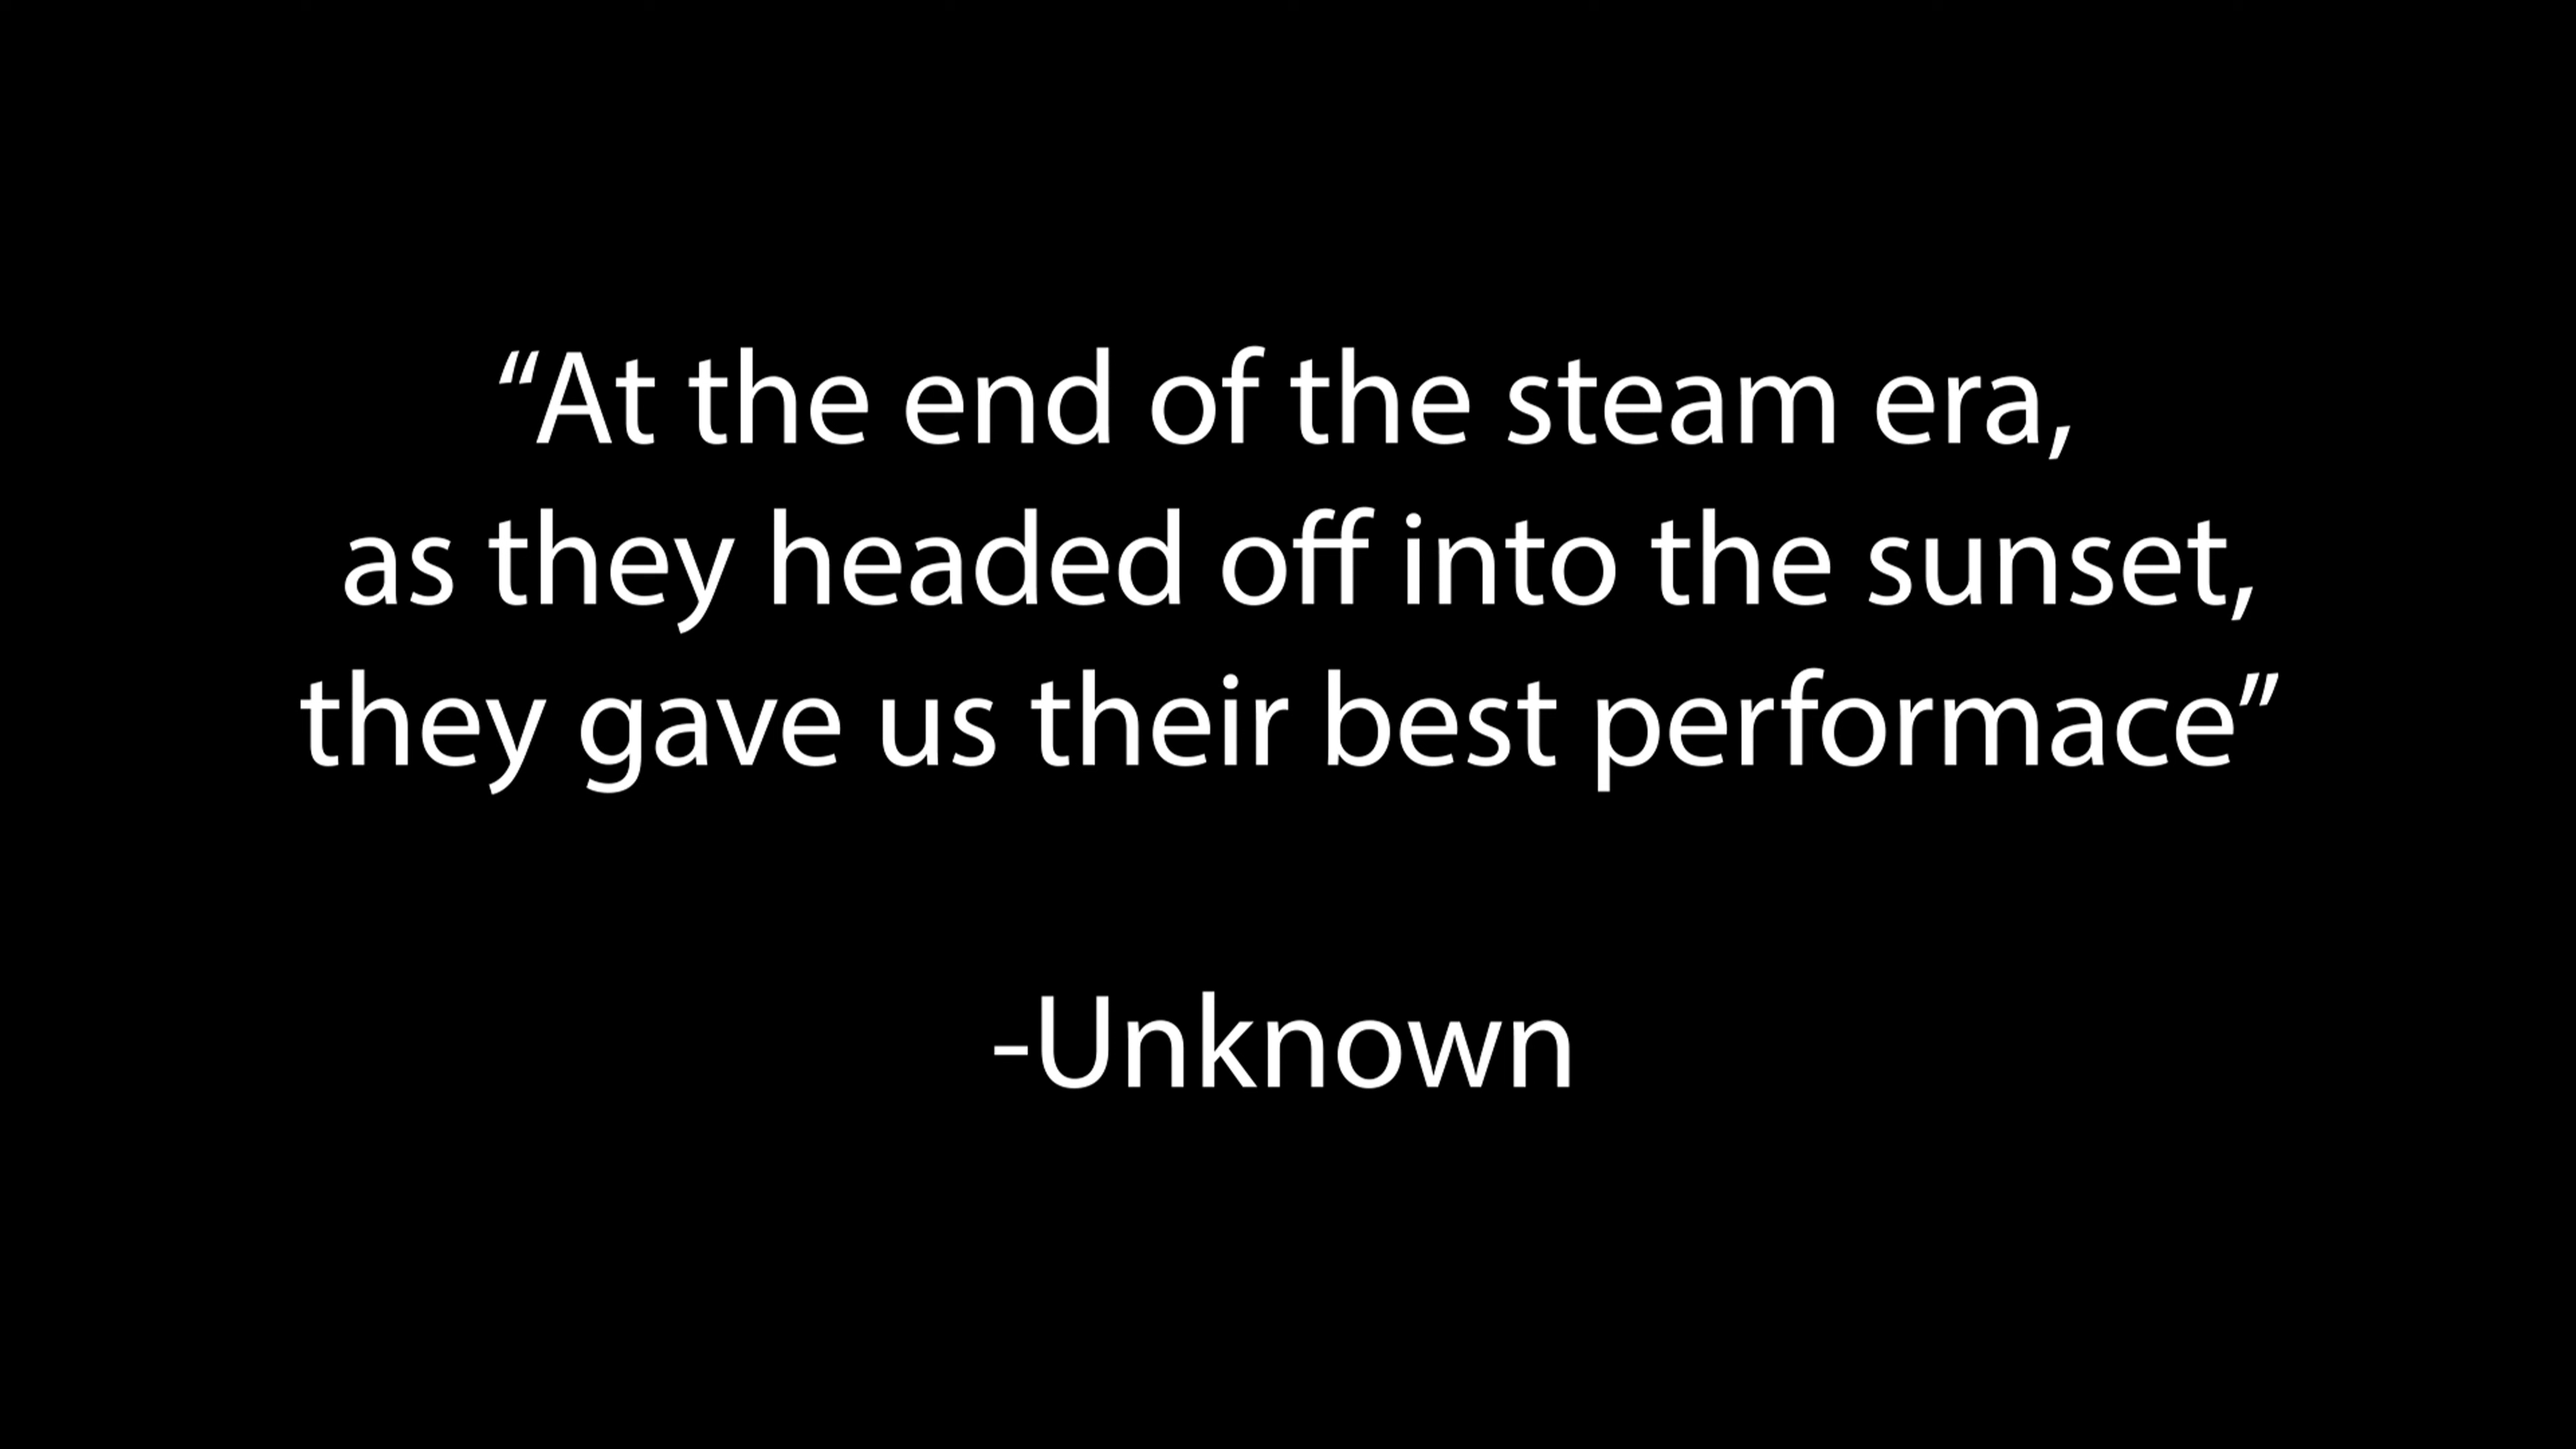 “At the end of the steam era,
as they headed off into the sunset,
they gave us their best performace”
-Unknown